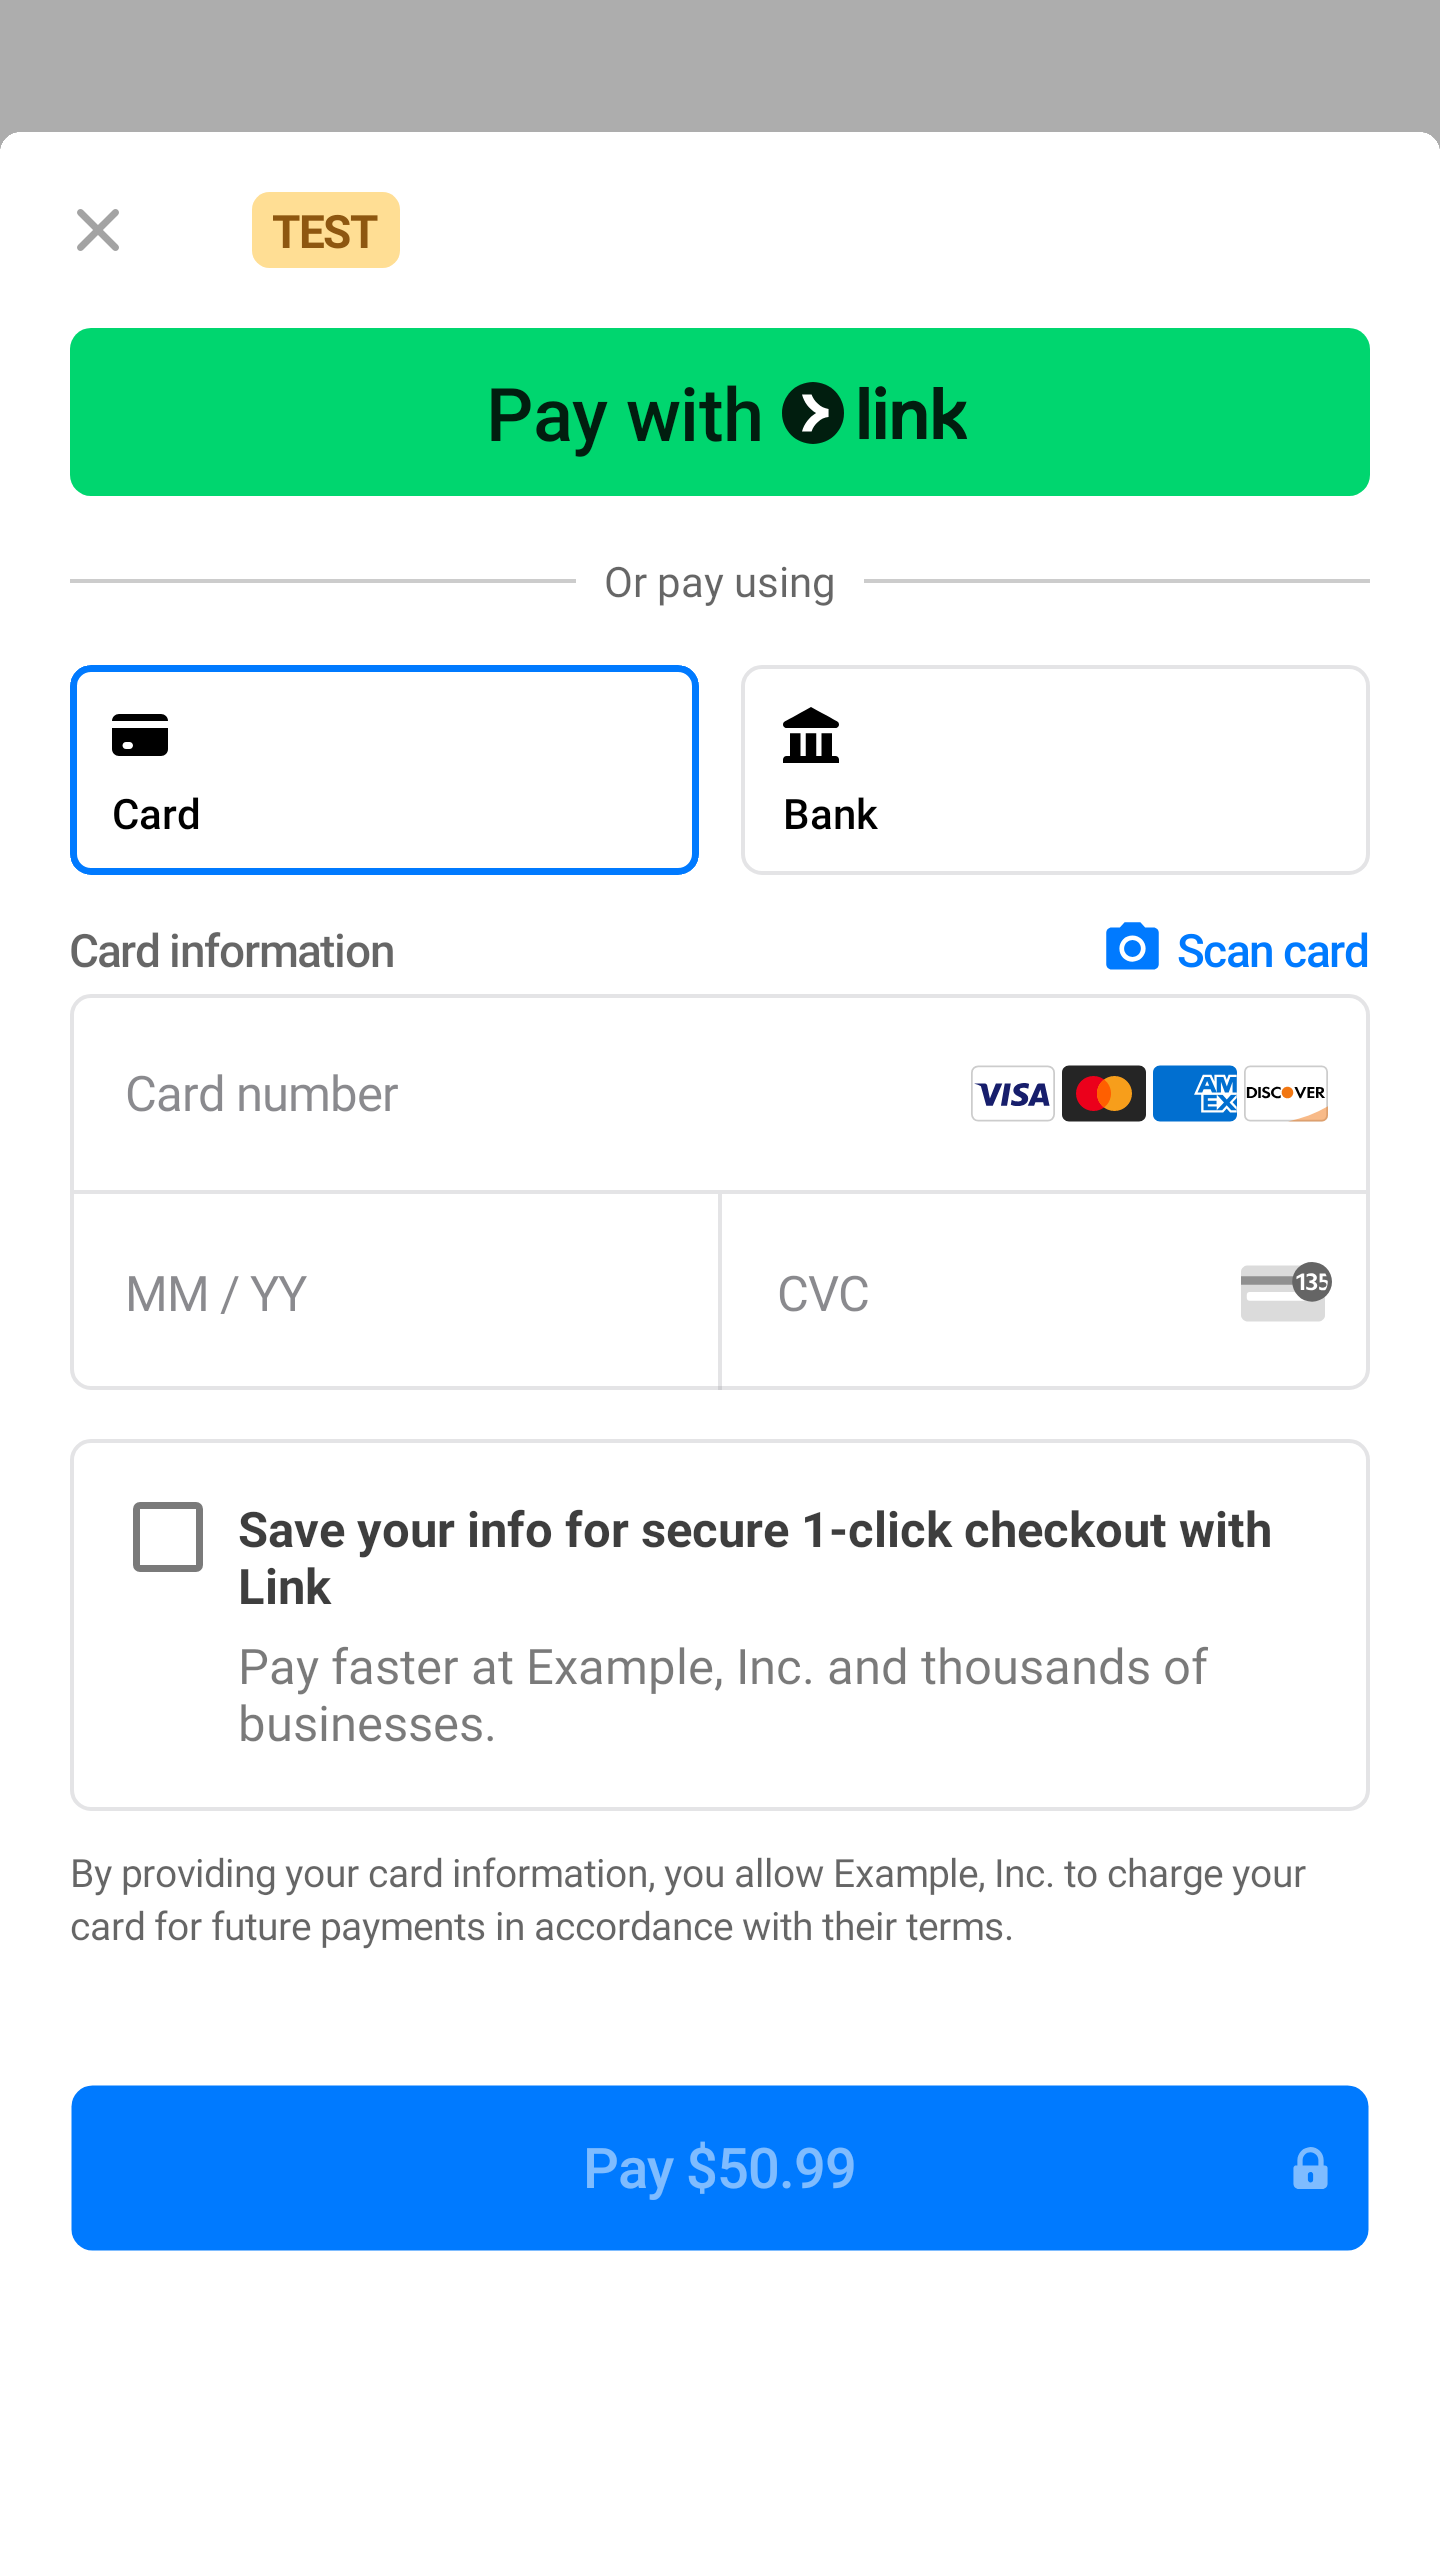 TEST
Pay with link
Or pay using
Card
Bank
Card information
Scan card
Card number
VISA
AM
EX
DISCOVER
MM / YY
CVC
135
Save your info for secure 1-click checkout with
Link
Pay faster at Example, Inc. and thousands of
businesses.
By providing your card information, you allow Example, Inc. to charge your
card for future payments in accordance with their terms.
Pay $50.99